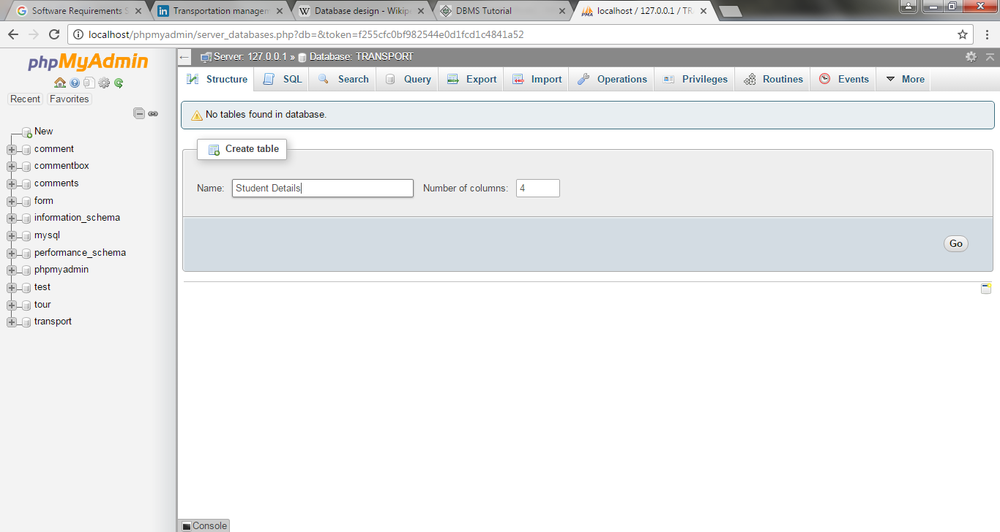 Software Requirements S
Transportation managem
Database design - Wikip
DBMS Tutorial
localhost / 127.0.0.1 / TR
localhost/phpmyadmin/server_databases.php?db=&token=f255cfc0bf982544e0d1fcd1c4841a52
phpMyAdmin
Recent Favorites
New
comment
commentbox
comments
form
information_schema
mysql
performance_schema
phpmyadmin
test
tour
transport
Server: 127.0.0.1 » Database: TRANSPORT
Structure SQL Search Query Export Import Operations Privileges Routines Events More
No tables found in database.
Create table
Name: Student Details Number of columns: 4
Go
Console